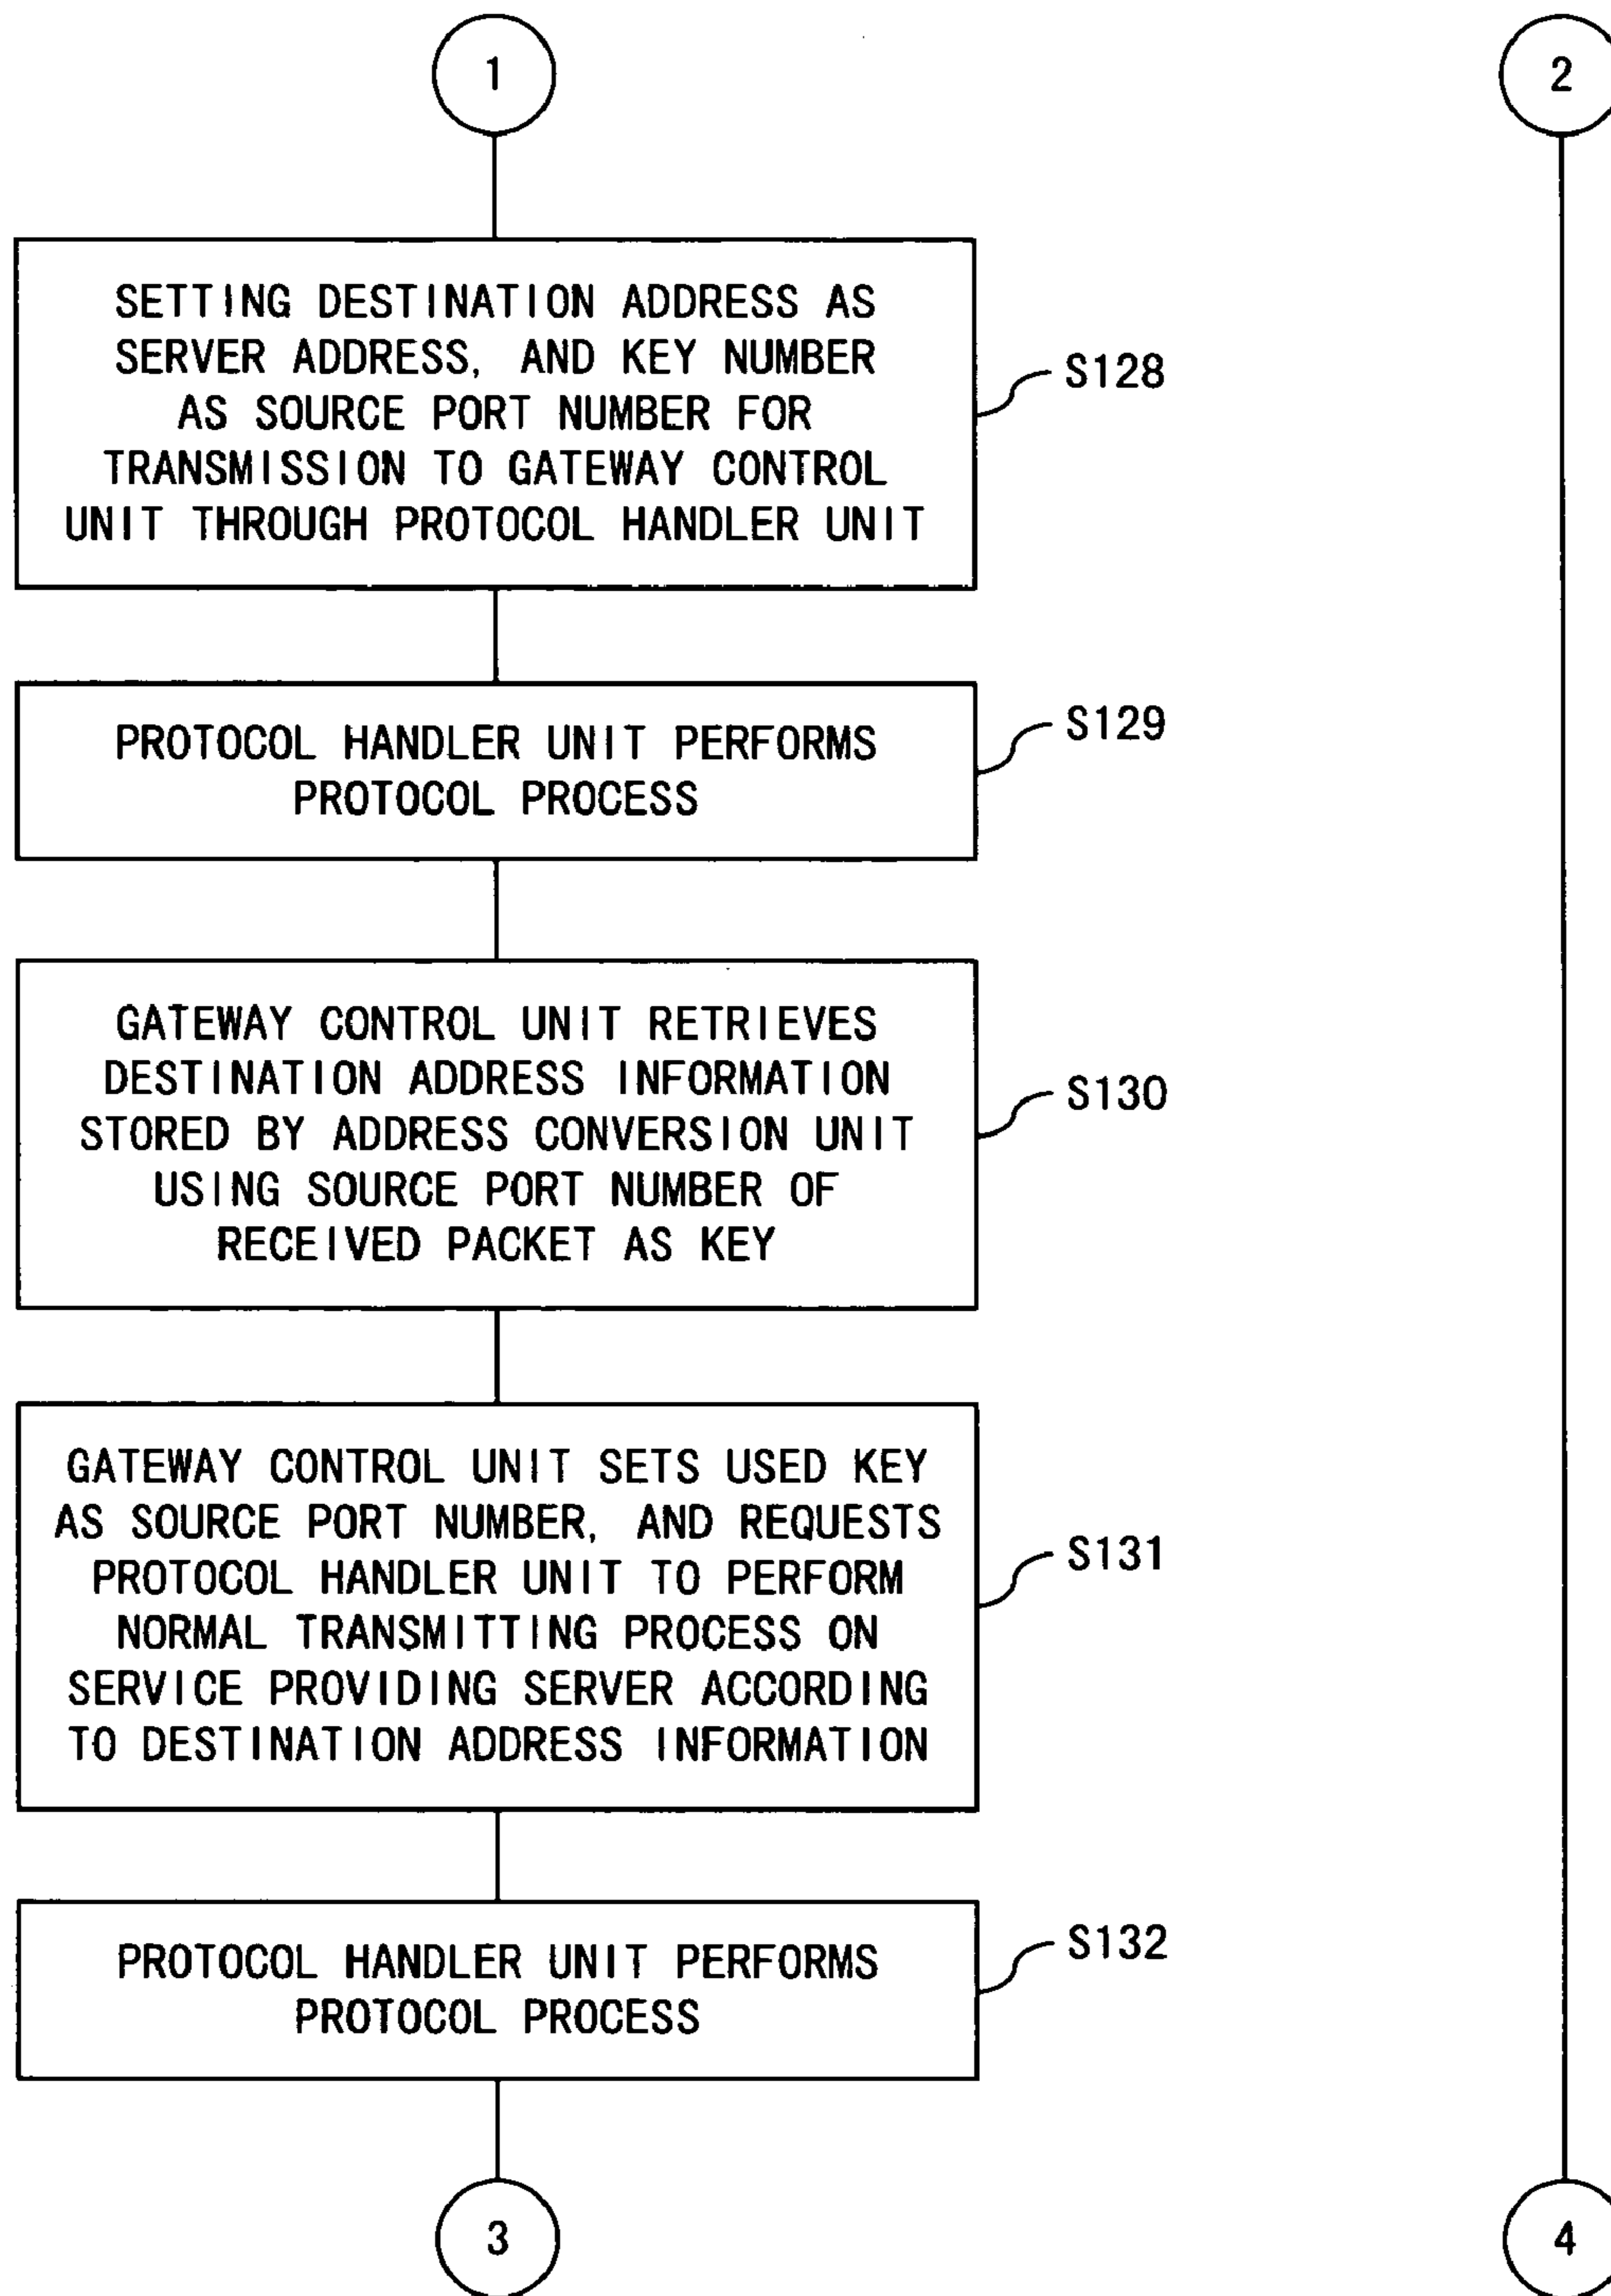 1
2
SETTING DESTINATION ADDRESS AS
SERVER ADDRESS, AND KEY NUMBER
AS SOURCE PORT NUMBER FOR
TRANSMISSION TO GATEWAY CONTROL
UNIT THROUGH PROTOCOL HANDLER UNIT
S128
PROTOCOL HANDLER UNIT PERFORMS
PROTOCOL PROCESS
S129
GATEWAY CONTROL UNIT RETRIEVES
DESTINATION ADDRESS INFORMATION
STORED BY ADDRESS CONVERSION UNIT
USING SOURCE PORT NUMBER OF
RECEIVED PACKET AS KEY
S130
GATEWAY CONTROL UNIT SETS USED KEY
AS SOURCE PORT NUMBER, AND REQUESTS
PROTOCOL HANDLER UNIT TO PERFORM
NORMAL TRANSMITTING PROCESS ON
SERVICE PROVIDING SERVER ACCORDING
TO DESTINATION ADDRESS INFORMATION
S131
PROTOCOL HANDLER UNIT PERFORMS
PROTOCOL PROCESS
S132
3
4